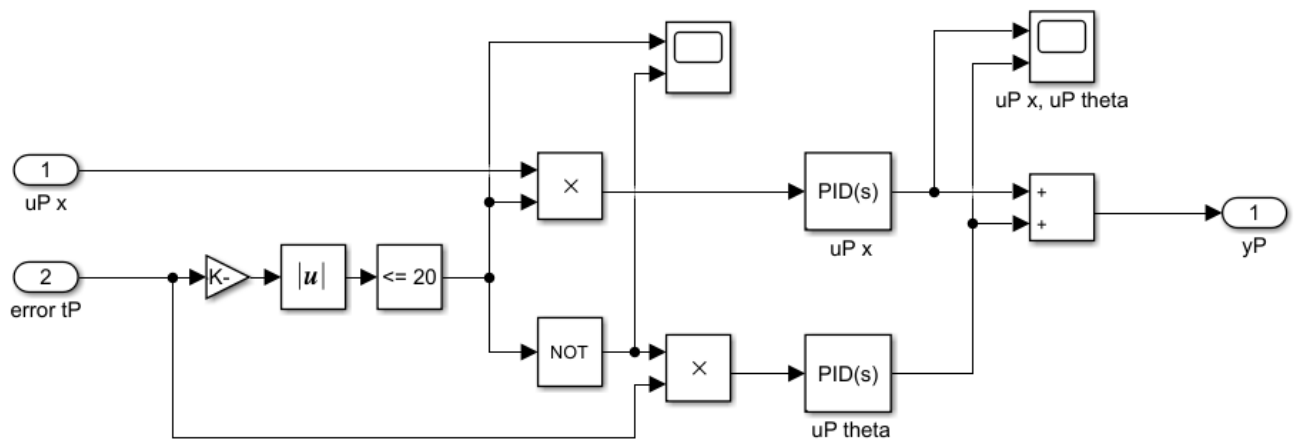 uP x, uP theta
1
uP x
×
PID(s)
uP x
+
+
1
yP
2
error tP
K-
|u|
<= 20
NOT
×
PID(s)
uP theta